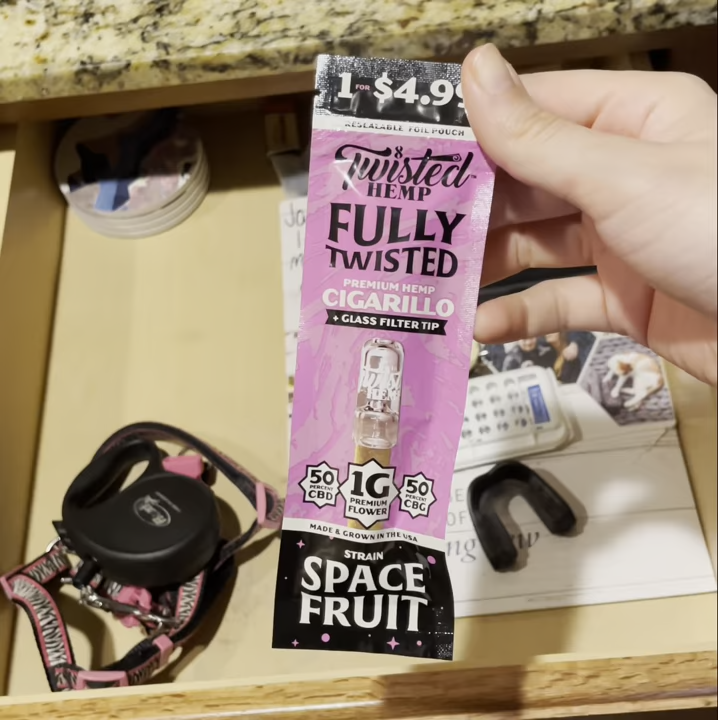 1 FOR $4.99
RESEALABLE FOIL POUCH
Twisted
HEMP
FULLY
TWISTED
PREMIUM HEMP
CIGARILLO
+ GLASS FILTER TIP
50
PERCENT
CBD
1G
PREMIUM
FLOWER
50
PERCENT
CBG
MADE & GROWN IN THE USA
STRAIN
SPACE
FRUIT